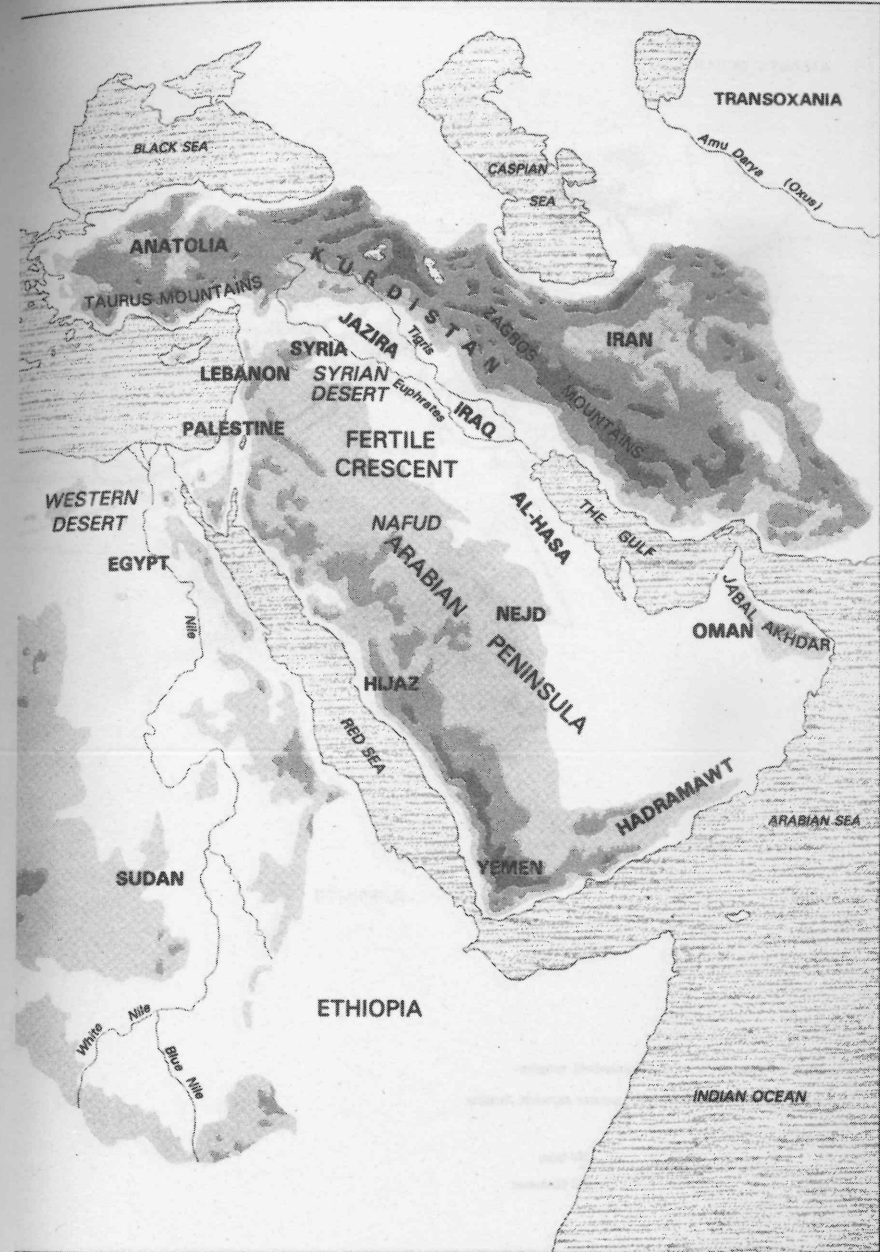 TRANSOXANIA
BLACK SEA
Amu Darya (Oxus)
CASPIAN
SEA
ANATOLIA
KURDISTAN
TAURUS MOUNTAINS
ZAGROS
MOUNTAINS
JAZIRA
Tigris
IRAN
SYRIA
LEBANON
SYRIAN
DESERT
Euphrates
IRAQ
PALESTINE
FERTILE
CRESCENT
WESTERN
DESERT
NAFUD
AL-HASA
THE
GULF
ARABIAN
PENINSULA
EGYPT
JABAL AKHDAR
NEJD
Nile
OMAN
HIJAZ
RED SEA
HADRAMAWT
ARABIAN SEA
YEMEN
SUDAN
ETHIOPIA
White Nile
Blue Nile
INDIAN OCEAN